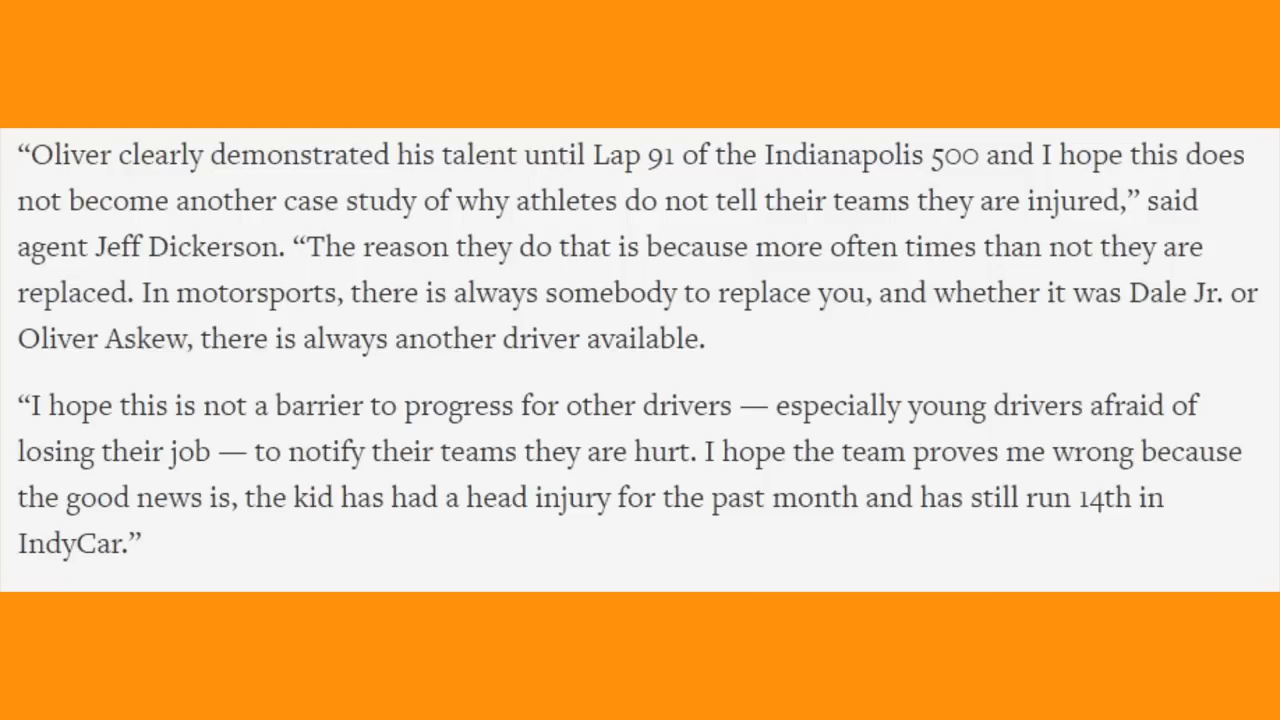 “Oliver clearly demonstrated his talent until Lap 91 of the Indianapolis 500 and I hope this does
not become another case study of why athletes do not tell their teams they are injured,” said
agent Jeff Dickerson. “The reason they do that is because more often times than not they are
replaced. In motorsports, there is always somebody to replace you, and whether it was Dale Jr. or
Oliver Askew, there is always another driver available.
“I hope this is not a barrier to progress for other drivers — especially young drivers afraid of
losing their job — to notify their teams they are hurt. I hope the team proves me wrong because
the good news is, the kid has had a head injury for the past month and has still run 14th in
IndyCar.”